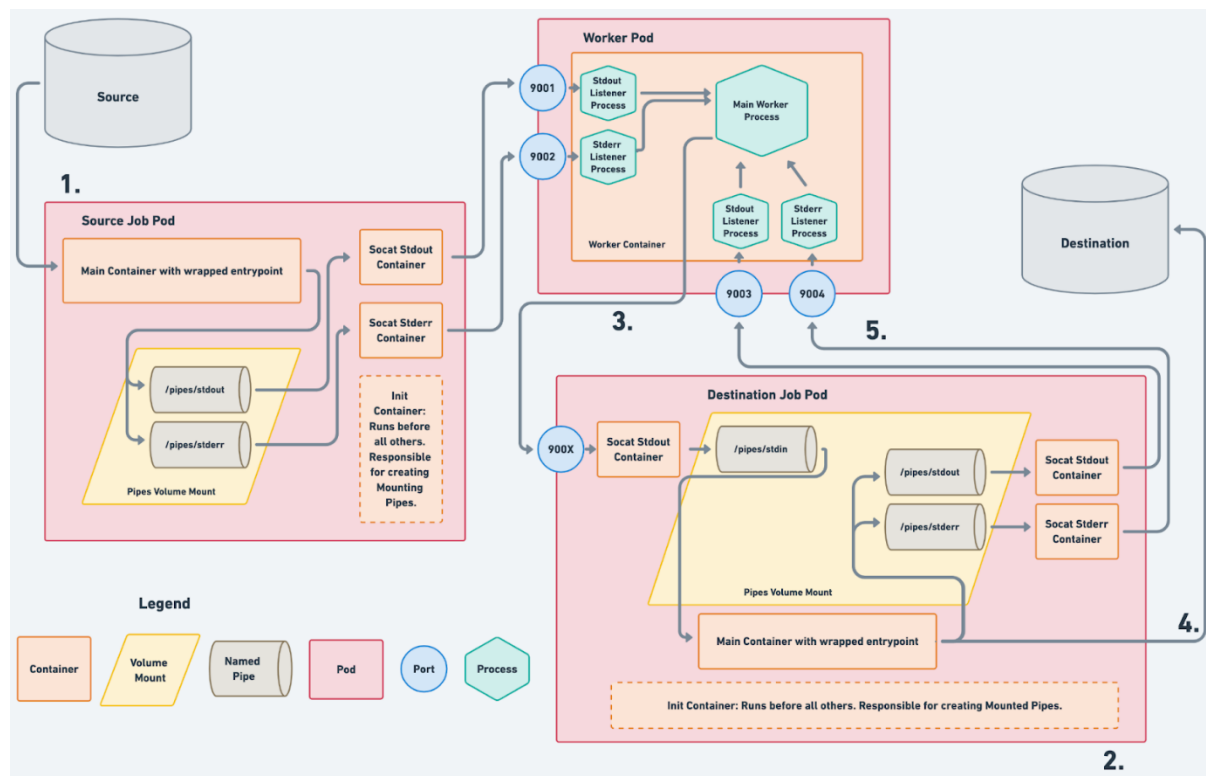 Source
1.
Source Job Pod
Main Container with wrapped entrypoint
Socat Stdout
Container
Socat Stderr
Container
/pipes/stdout
/pipes/stderr
Pipes Volume Mount
Init
Container:
Runs before
all others.
Responsible
for creating
Mounting
Pipes.
Worker Pod
9001
Stdout
Listener
Process
9002
Stderr
Listener
Process
Main Worker
Process
Stdout
Listener
Process
Stderr
Listener
Process
Worker Container
9003
9004
3.
5.
Destination
Destination Job Pod
900X
Socat Stdout
Container
/pipes/stdin
/pipes/stdout
/pipes/stderr
Socat Stdout
Container
Socat Stderr
Container
Pipes Volume Mount
Main Container with wrapped entrypoint
4.
Init Container: Runs before all others. Responsible for creating Mounted Pipes.
2.
Legend
Container
Volume
Mount
Named
Pipe
Pod
Port
Process